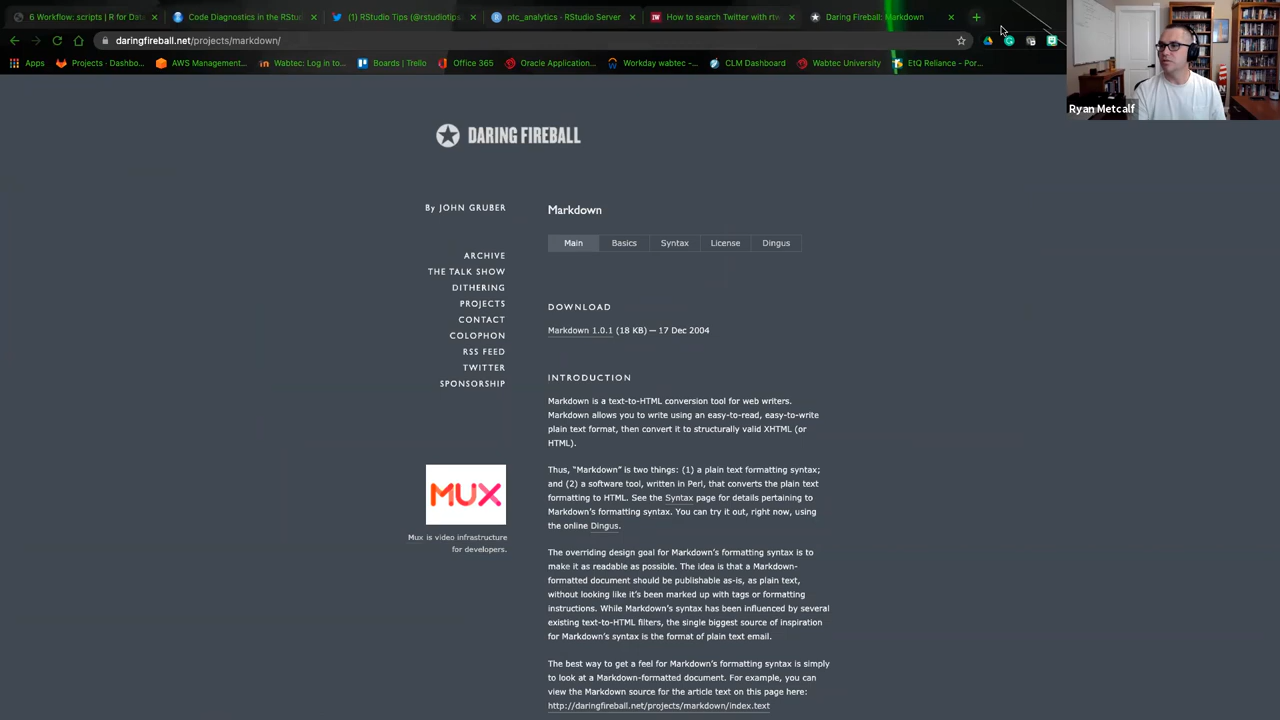 6 Workflow: scripts | R for Data
Code Diagnostics in the RStu
(1) RStudio Tips (@rstudiotips
ptc_analytics - RStudio Server
How to search Twitter with rtw
Daring Fireball: Markdown
daringfireball.net/projects/markdown/
Apps
Projects · Dashbo...
AWS Management...
Wabtec: Log in to...
Boards | Trello
Office 365
Oracle Application...
Workday wabtec -...
CLM Dashboard
Wabtec University
EtQ Reliance - Por...
Ryan Metcalf
DARING FIREBALL
By JOHN GRUBER
ARCHIVE
THE TALK SHOW
DITHERING
PROJECTS
CONTACT
COLOPHON
RSS FEED
TWITTER
SPONSORSHIP
MUX
Mux is video infrastructure
for developers.
Markdown
Main Basics Syntax License Dingus
DOWNLOAD
Markdown 1.0.1 (18 KB) — 17 Dec 2004
INTRODUCTION
Markdown is a text-to-HTML conversion tool for web writers.
Markdown allows you to write using an easy-to-read, easy-to-write
plain text format, then convert it to structurally valid XHTML (or
HTML).
Thus, “Markdown” is two things: (1) a plain text formatting syntax;
and (2) a software tool, written in Perl, that converts the plain text
formatting to HTML. See the Syntax page for details pertaining to
Markdown’s formatting syntax. You can try it out, right now, using
the online Dingus.
The overriding design goal for Markdown’s formatting syntax is to
make it as readable as possible. The idea is that a Markdown-
formatted document should be publishable as-is, as plain text,
without looking like it’s been marked up with tags or formatting
instructions. While Markdown’s syntax has been influenced by several
existing text-to-HTML filters, the single biggest source of inspiration
for Markdown’s syntax is the format of plain text email.
The best way to get a feel for Markdown’s formatting syntax is simply
to look at a Markdown-formatted document. For example, you can
view the Markdown source for the article text on this page here:
http://daringfireball.net/projects/markdown/index.text